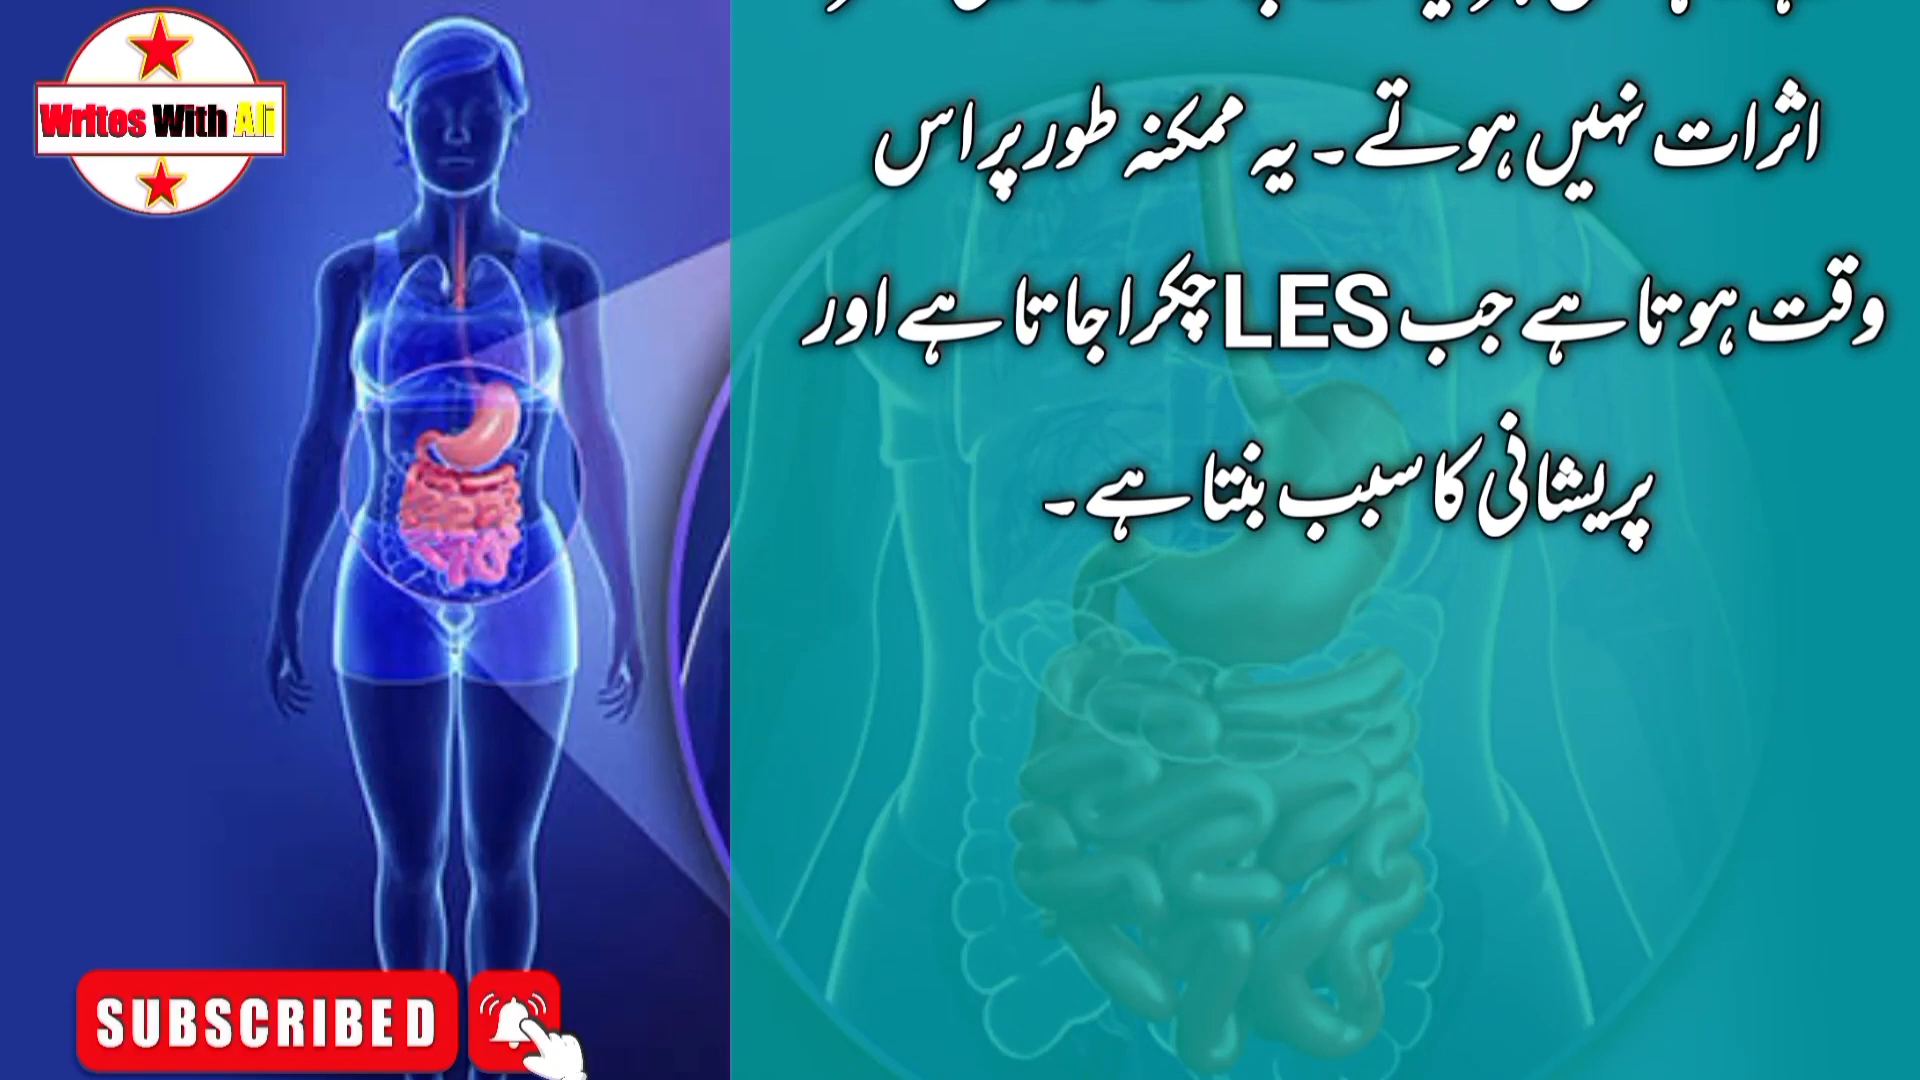 Writes With Ali
اثرات نہیں ہوتے۔ یہ ممکنہ طور پر اس
وقت ہوتا ہے جب LES چکرا جاتا ہے اور
پریشانی کا سبب بنتا ہے۔
SUBSCRIBED